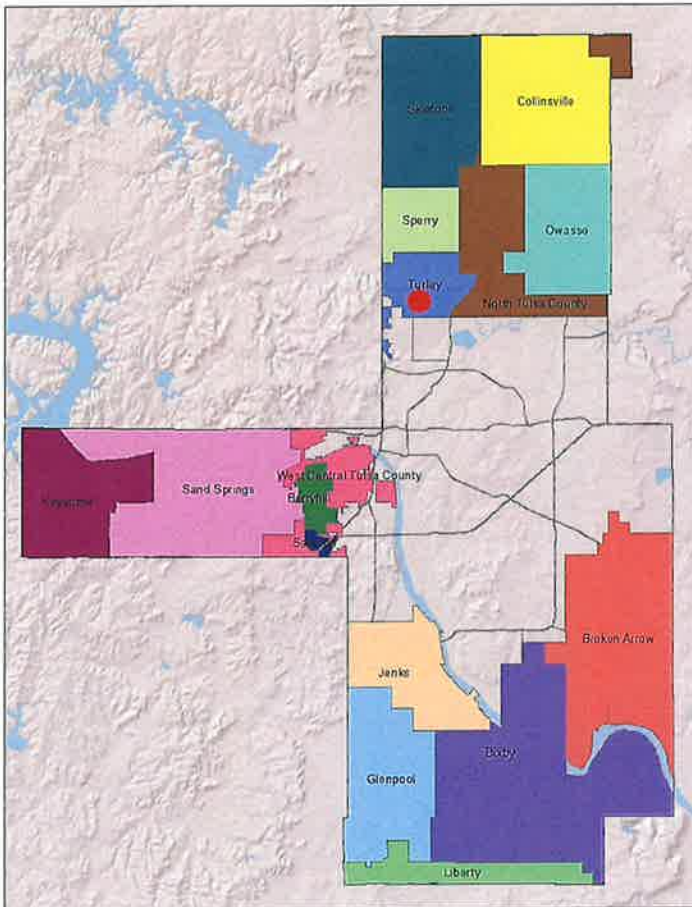 Skiatook
Collinsville
Sperry
Owasso
Turley
North Tulsa County
West Central Tulsa County
Keystone
Sand Springs
Berryhill
Broken Arrow
Jenks
Bixby
Glenpool
Liberty